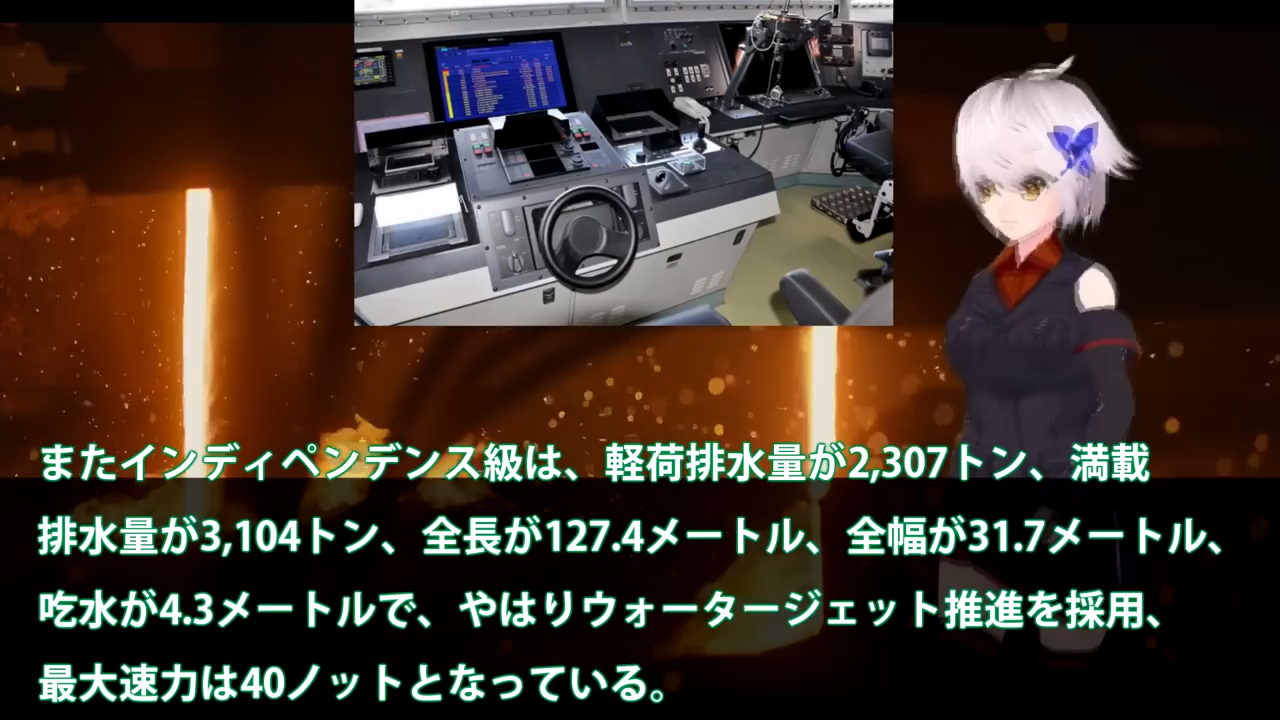 またインディペンデンス級は、軽荷排水量が2,307トン、満載
排水量が3,104トン、全長が127.4メートル、全幅が31.7メートル、
吃水が4.3メートルで、やはりウォータージェット推進を採用、
最大速力は40ノットとなっている。